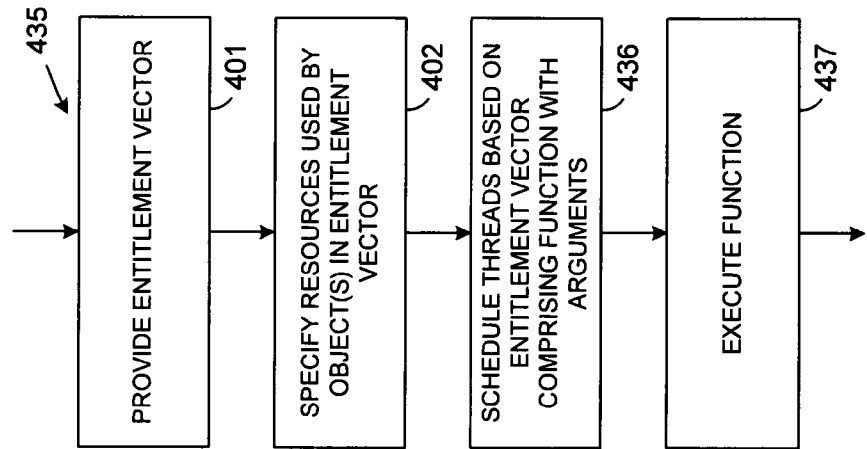 435
PROVIDE ENTITLEMENT VECTOR
401
SPECIFY RESOURCES USED BY
OBJECT(S) IN ENTITLEMENT
VECTOR
402
SCHEDULE THREADS BASED ON
ENTITLEMENT VECTOR
COMPRISING FUNCTION WITH
ARGUMENTS
436
EXECUTE FUNCTION
437